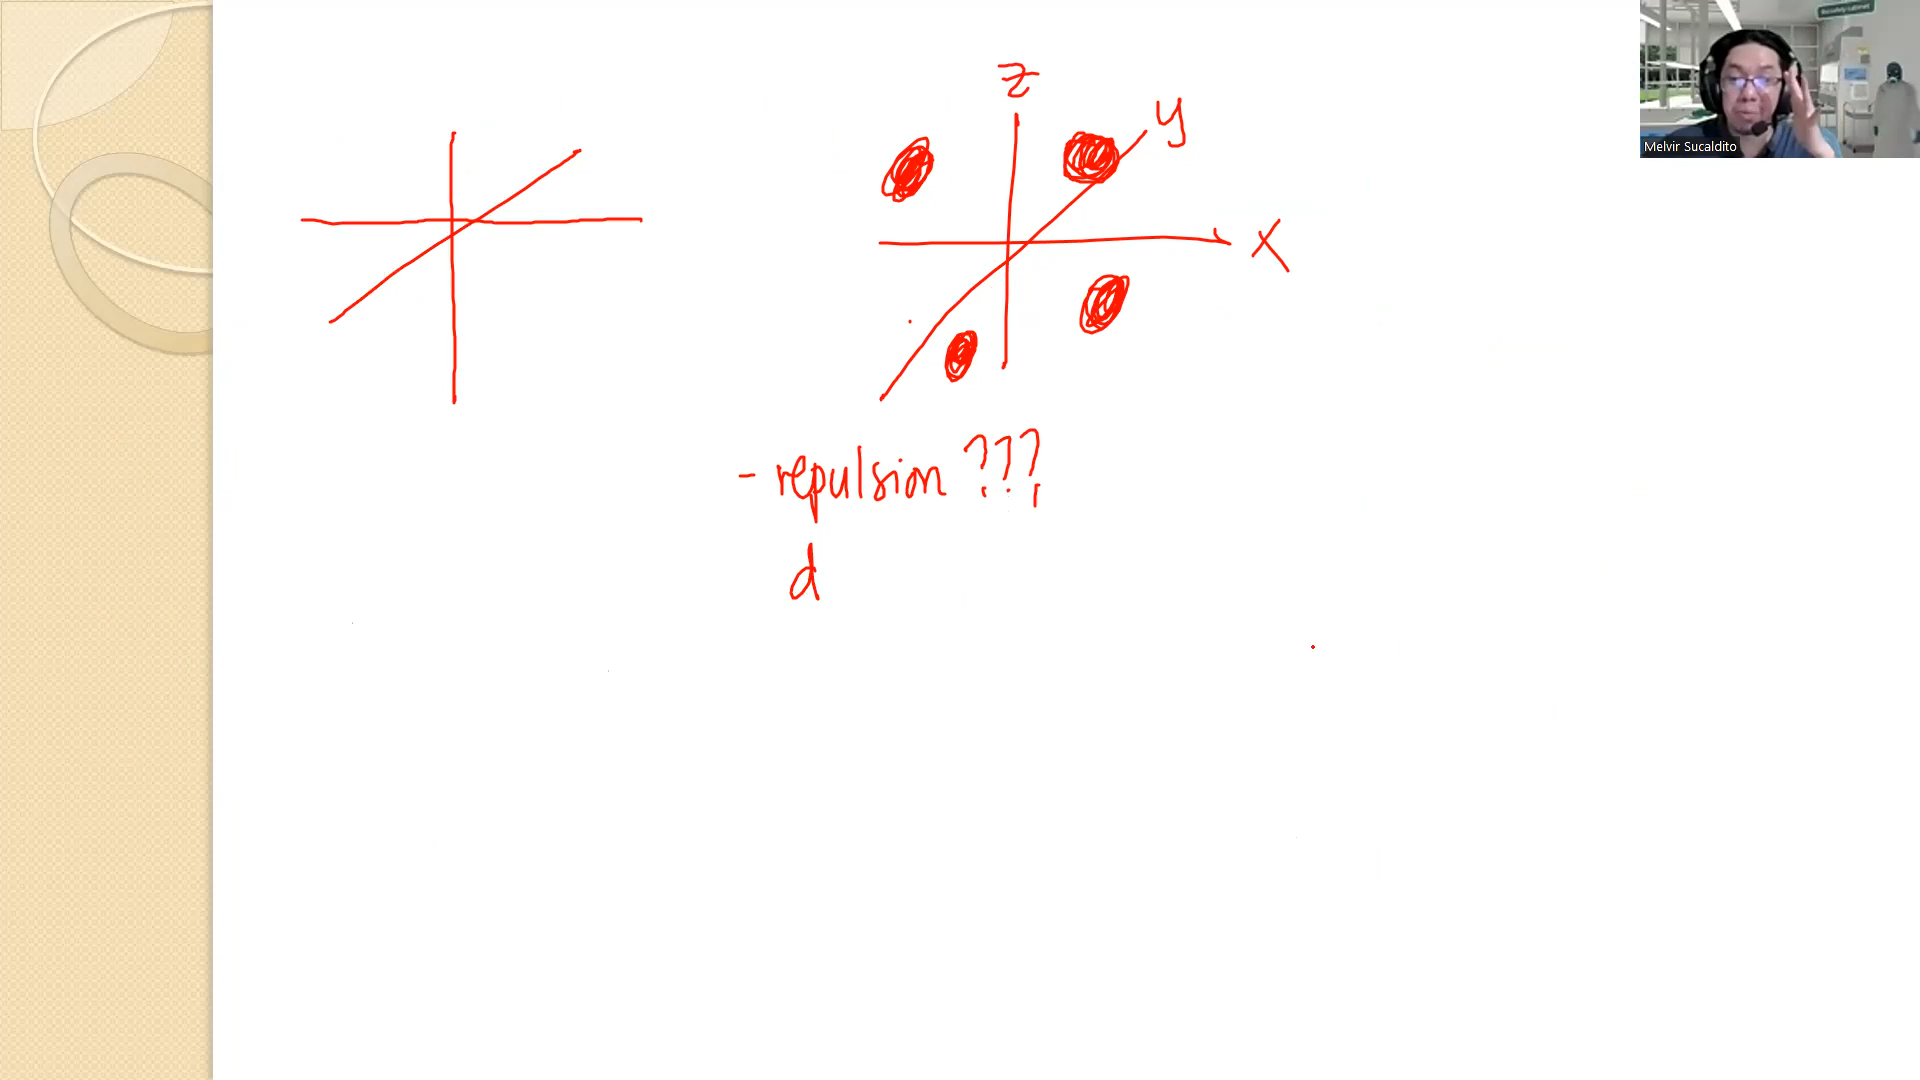 z
y
x
- repulsion ???
d
Melvir Sucaldito